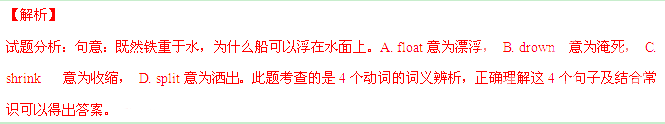 【解析】
试题分析：句意：既然铁重于水，为什么船可以浮在水面上。A. float 意为漂浮， B. drown 意为淹死， C.
shrink 意为收缩， D. split 意为洒出。此题考查的是 4 个动词的词义辨析，正确理解这 4 个句子及结合常
识可以得出答案。